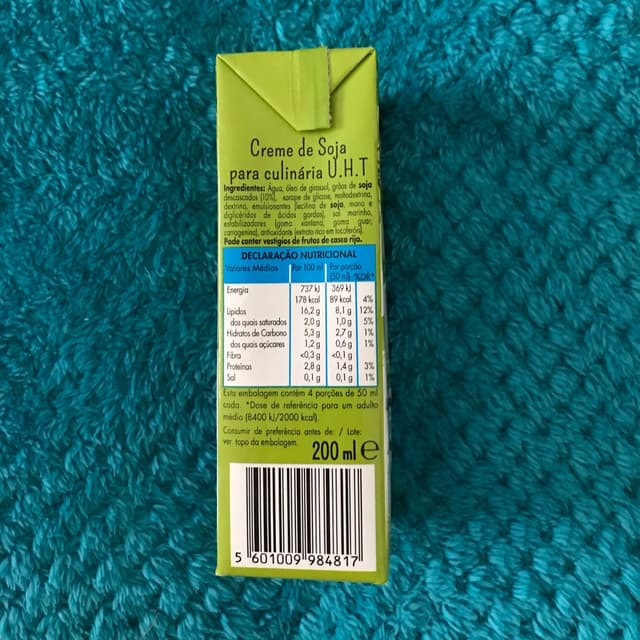 Creme de Soja
para culinária U.H.T
Ingredientes: Água, óleo de girassol, grãos de soja
descascados (10%), xarope de glicose, maltodextrina,
dextrina, emulsionantes (lecitina de soja, mono e
diglicéridos de ácidos gordos), sal marinho,
estabilizadores (goma xantana, goma guar,
carragenina), antioxidante (extrato rico em tocoferóis).
Pode conter vestígios de frutos de casca rija.
DECLARAÇÃO NUTRICIONAL
Valores Médios Por 100 ml Por porção
(50 ml) %DR*
Energia 737 kJ 369 kJ
178 kcal 89 kcal 4%
Lípidos 16,2 g 8,1 g 12%
dos quais saturados 2,0 g 1,0 g 5%
Hidratos de Carbono 5,3 g 2,7 g 1%
dos quais açúcares 1,2 g 0,6 g 1%
Fibra <0,3 g <0,1 g
Proteínas 2,8 g 1,4 g 3%
Sal 0,1 g 0,1 g 1%
Esta embalagem contém 4 porções de 50 ml
cada. *Dose de referência para um adulto
médio (8400 kJ/2000 kcal).
Consumir de preferência antes de: / Lote:
ver topo da embalagem.
200 ml e
5 601009 984817